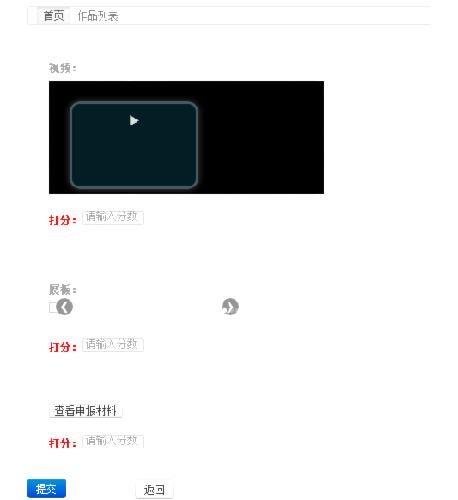 首页 作品列表
视频：
打分：请输入分数
展板：
打分：请输入分数
查看申报材料
打分：请输入分数
提交 返回